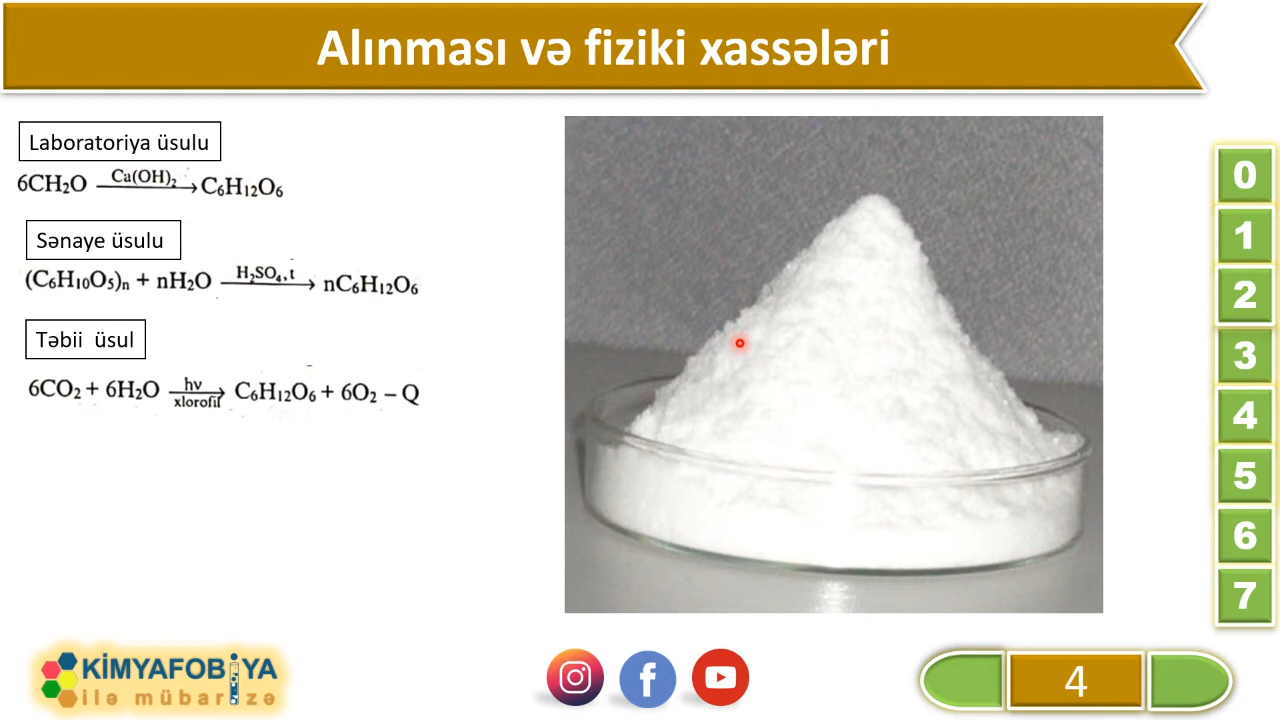 Alınması və fiziki xassələri
Laboratoriya üsulu
6CH₂O Ca(OH)₂ → C₆H₁₂O₆
Sənaye üsulu
(C₆H₁₀O₅)ₙ + nH₂O H₂SO₄, t → nC₆H₁₂O₆
Təbii üsul
6CO₂ + 6H₂O hν → xlorofil C₆H₁₂O₆ + 6O₂ – Q
0
1
2
3
4
5
6
7
KİMYAFOBİYA
ilə mübarizə
4